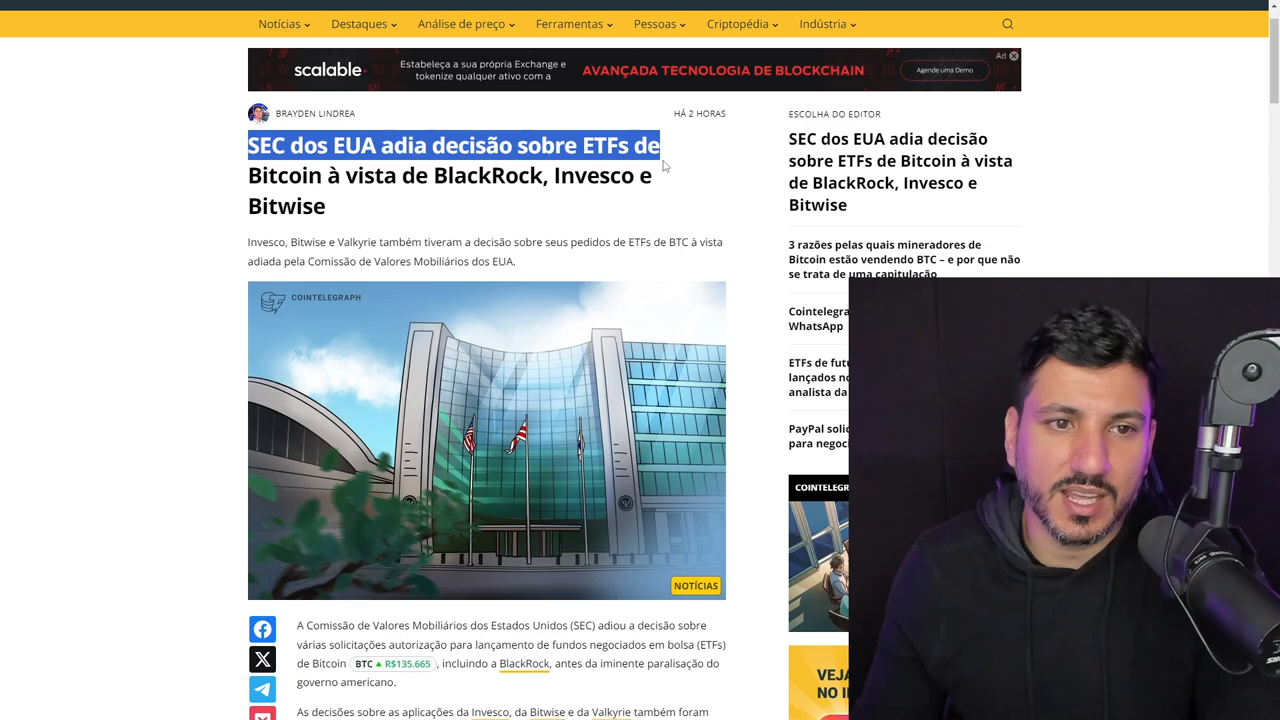 Notícias
Destaques
Análise de preço
Ferramentas
Pessoas
Criptopédia
Indústria
scalable
Estabeleça a sua própria Exchange e
tokenize qualquer ativo com a
AVANÇADA TECNOLOGIA DE BLOCKCHAIN
Agende uma Demo
Ad
BRAYDEN LINDREA
HÁ 2 HORAS
SEC dos EUA adia decisão sobre ETFs de
Bitcoin à vista de BlackRock, Invesco e
Bitwise
Invesco, Bitwise e Valkyrie também tiveram a decisão sobre seus pedidos de ETFs de BTC à vista
adiada pela Comissão de Valores Mobiliários dos EUA.
COINTELEGRAPH
NOTÍCIAS
A Comissão de Valores Mobiliários dos Estados Unidos (SEC) adiou a decisão sobre
várias solicitações autorização para lançamento de fundos negociados em bolsa (ETFs)
de Bitcoin BTC R$135.665, incluindo a BlackRock, antes da iminente paralisação do
governo americano.
As decisões sobre as aplicações da Invesco, da Bitwise e da Valkyrie também foram
ESCOLHA DO EDITOR
SEC dos EUA adia decisão
sobre ETFs de Bitcoin à vista
de BlackRock, Invesco e
Bitwise
3 razões pelas quais mineradores de
Bitcoin estão vendendo BTC – e por que não
se trata de uma capitulação
WhatsApp
ETFs de
lançados
analista da
PayPal
para